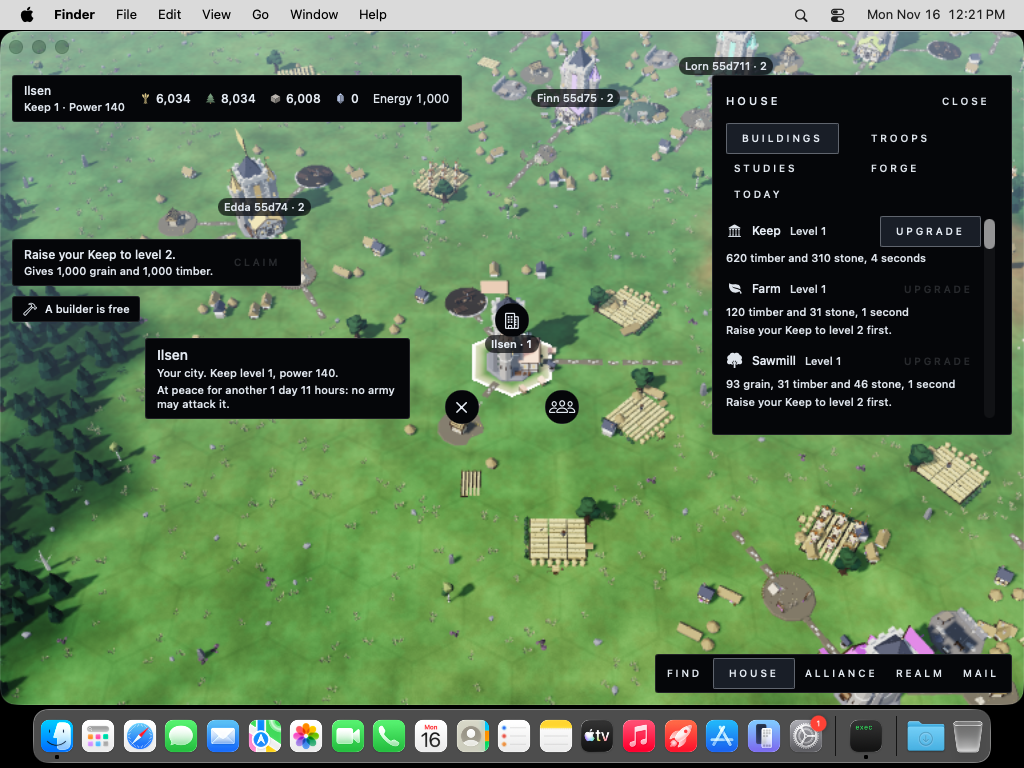 Finder File Edit View Go Window Help
Mon Nov 16 12:21 PM
Lorn 55d711 · 2
Ilsen
Keep 1 · Power 140
6,034 8,034 6,008 0 Energy 1,000
Finn 55d75 · 2
Edda 55d74 · 2
Raise your Keep to level 2.
Gives 1,000 grain and 1,000 timber.
CLAIM
A builder is free
Ilsen · 1
Ilsen
Your city. Keep level 1, power 140.
At peace for another 1 day 11 hours: no army
may attack it.
HOUSE CLOSE
BUILDINGS TROOPS
STUDIES FORGE
TODAY
Keep Level 1 UPGRADE
620 timber and 310 stone, 4 seconds
Farm Level 1 UPGRADE
120 timber and 31 stone, 1 second
Raise your Keep to level 2 first.
Sawmill Level 1 UPGRADE
93 grain, 31 timber and 46 stone, 1 second
Raise your Keep to level 2 first.
FIND HOUSE ALLIANCE REALM MAIL
Mon
16
tv
1
exec